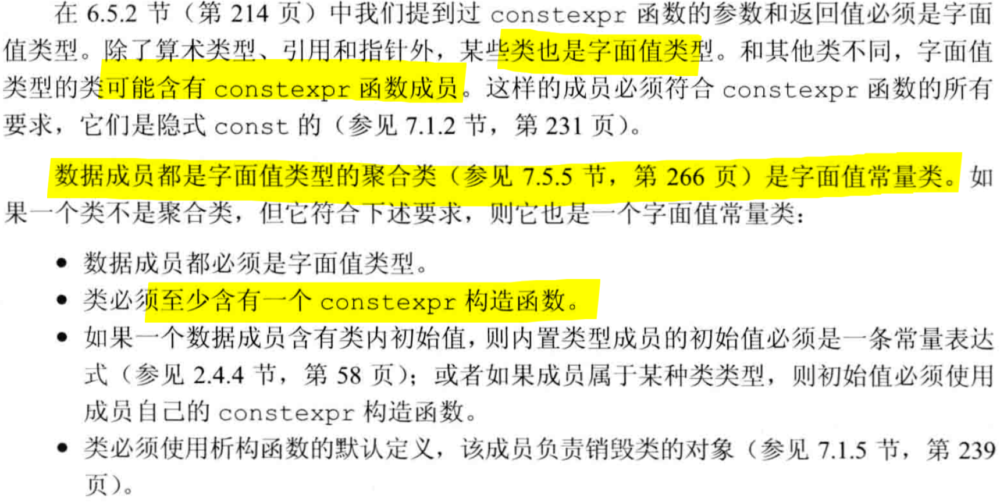 在 6.5.2 节（第 214 页）中我们提到过 constexpr 函数的参数和返回值必须是字面
值类型。除了算术类型、引用和指针外，某些类也是字面值类型。和其他类不同，字面值
类型的类可能含有 constexpr 函数成员。这样的成员必须符合 constexpr 函数的所有
要求，它们是隐式 const 的（参见 7.1.2 节，第 231 页）。
数据成员都是字面值类型的聚合类（参见 7.5.5 节，第 266 页）是字面值常量类。如
果一个类不是聚合类，但它符合下述要求，则它也是一个字面值常量类：
• 数据成员都必须是字面值类型。
• 类必须至少含有一个 constexpr 构造函数。
• 如果一个数据成员含有类内初始值，则内置类型成员的初始值必须是一条常量表达
式（参见 2.4.4 节，第 58 页）；或者如果成员属于某种类类型，则初始值必须使用
成员自己的 constexpr 构造函数。
• 类必须使用析构函数的默认定义，该成员负责销毁类的对象（参见 7.1.5 节，第 239
页）。